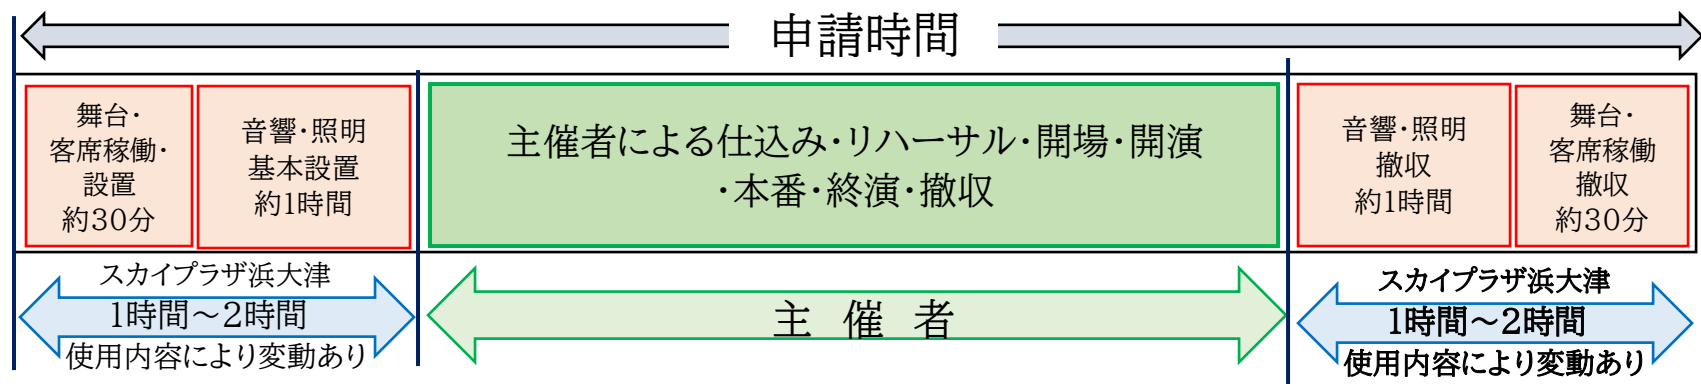 申請時間
舞台・
客席稼働・
設置
約30分
音響・照明
基本設置
約1時間
主催者による仕込み・リハーサル・開場・開演
・本番・終演・撤収
音響・照明
撤収
約1時間
舞台・
客席稼働
撤収
約30分
スカイプラザ浜大津
1時間～2時間
使用内容により変動あり
主　催　者
スカイプラザ浜大津
1時間～2時間
使用内容により変動あり